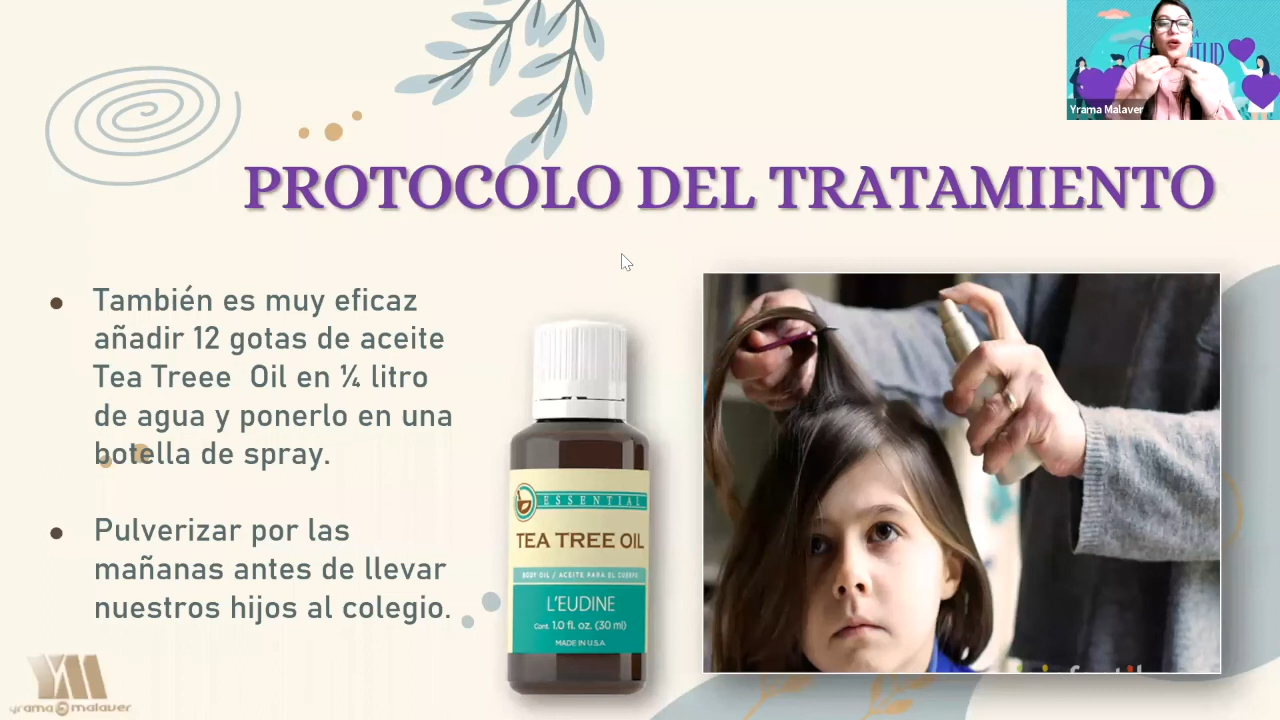 Yrama Malaver
PROTOCOLO DEL TRATAMIENTO
• También es muy eficaz
añadir 12 gotas de aceite
Tea Treee Oil en ¼ litro
de agua y ponerlo en una
botella de spray.
• Pulverizar por las
mañanas antes de llevar
nuestros hijos al colegio.
ESSENTIAL
TEA TREE OIL
BODY OIL / ACEITE PARA EL CUERPO
L'EUDINE
Cont. 1.0 fl. oz. (30 ml)
MADE IN U.S.A.
YM
yrama malaver